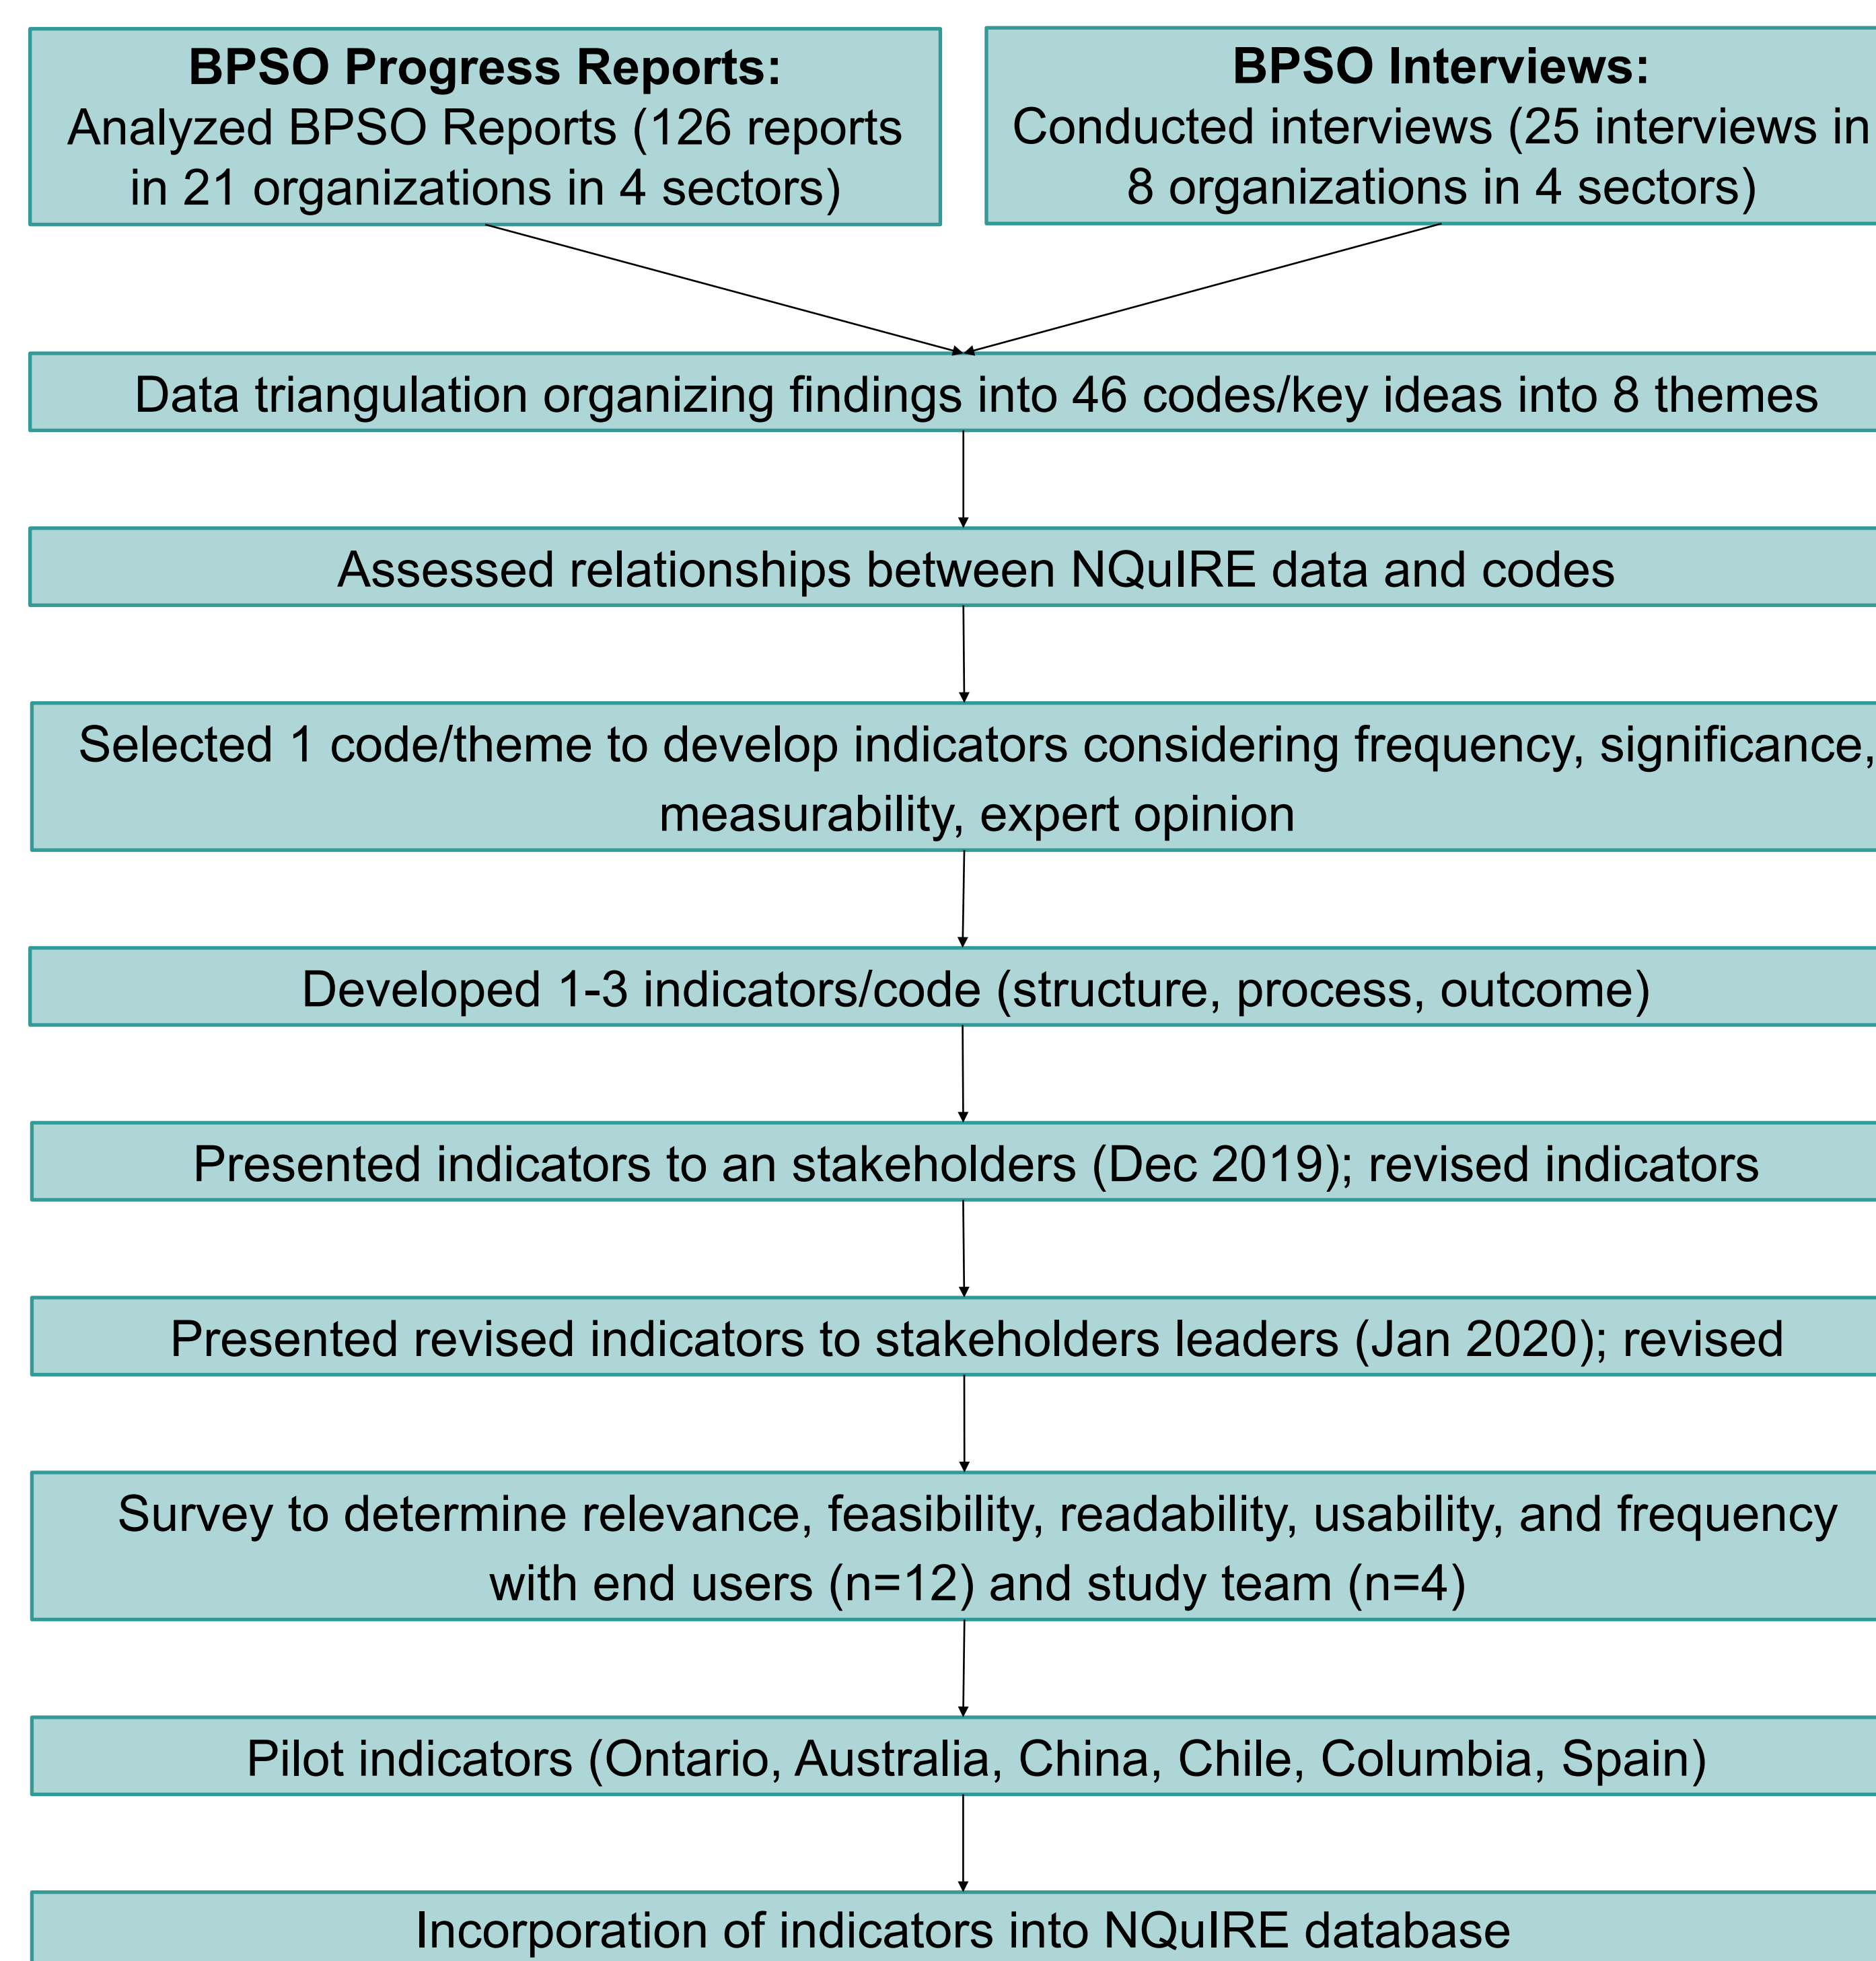 BPSO Progress Reports:
Analyzed BPSO Reports (126 reports
in 21 organizations in 4 sectors)
BPSO Interviews:
Conducted interviews (25 interviews in
8 organizations in 4 sectors)
Data triangulation organizing findings into 46 codes/key ideas into 8 themes
Assessed relationships between NQuIRE data and codes
Selected 1 code/theme to develop indicators considering frequency, significance,
measurability, expert opinion
Developed 1-3 indicators/code (structure, process, outcome)
Presented indicators to an stakeholders (Dec 2019); revised indicators
Presented revised indicators to stakeholders leaders (Jan 2020); revised
Survey to determine relevance, feasibility, readability, usability, and frequency
with end users (n=12) and study team (n=4)
Pilot indicators (Ontario, Australia, China, Chile, Columbia, Spain)
Incorporation of indicators into NQuIRE database